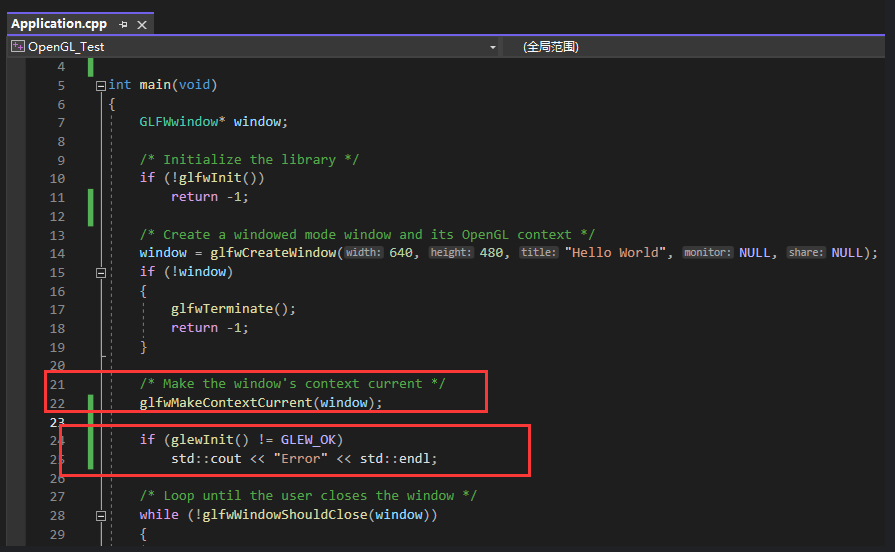 Application.cpp
OpenGL_Test (全局范围)
4
5 int main(void)
6 {
7 GLFWwindow* window;
8
9 /* Initialize the library */
10 if (!glfwInit())
11 return -1;
12
13 /* Create a windowed mode window and its OpenGL context */
14 window = glfwCreateWindow(width: 640, height: 480, title: "Hello World", monitor: NULL, share: NULL);
15 if (!window)
16 {
17 glfwTerminate();
18 return -1;
19 }
20
21 /* Make the window's context current */
22 glfwMakeContextCurrent(window);
23
24 if (glewInit() != GLEW_OK)
25 std::cout << "Error" << std::endl;
26
27 /* Loop until the user closes the window */
28 while (!glfwWindowShouldClose(window))
29 {